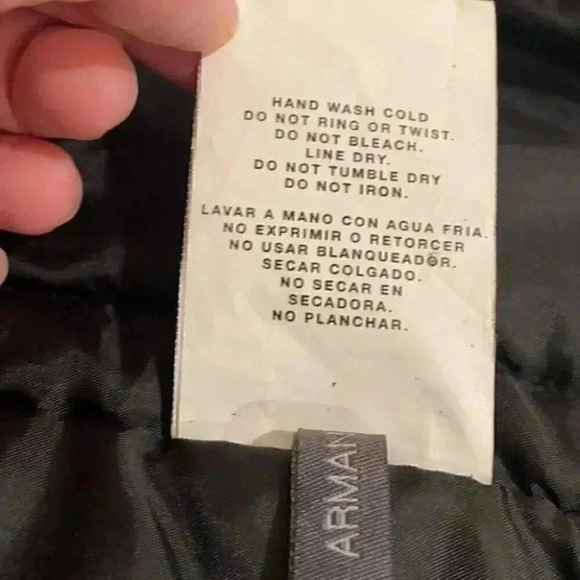 HAND WASH COLD
DO NOT RING OR TWIST.
DO NOT BLEACH.
LINE DRY.
DO NOT TUMBLE DRY
DO NOT IRON.
LAVAR A MANO CON AGUA FRIA.
NO EXPRIMIR O RETORCER
NO USAR BLANQUEADOR.
SECAR COLGADO.
NO SECAR EN
SECADORA.
NO PLANCHAR.
ARMAN